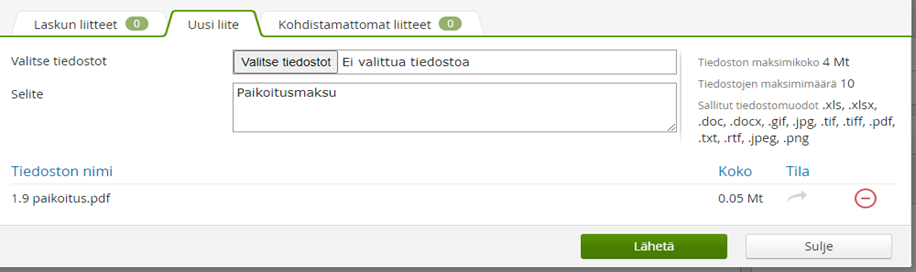 Laskun liitteet 0 Uusi liite Kohdistamattomat liitteet 0
Valitse tiedostot Valitse tiedostot Ei valittua tiedostoa
Selite Paikoitusmaksu
Tiedoston maksimikoko 4 Mt
Tiedostojen maksimimäärä 10
Sallitut tiedostomuodot .xls, .xlsx,
.doc, .docx, .gif, .jpg, .tif, .tiff, .pdf,
.txt, .rtf, .jpeg, .png
Tiedoston nimi Koko Tila
1.9 paikoitus.pdf 0.05 Mt
Lähetä Sulje